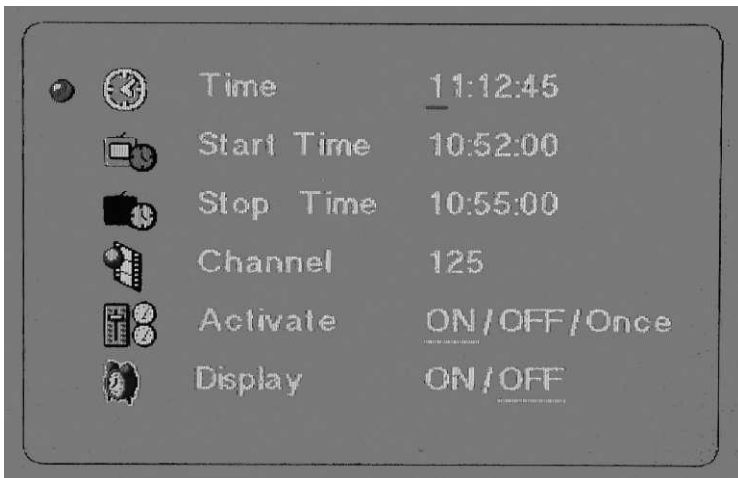 Time 11:12:45
Start Time 10:52:00
Stop Time 10:55:00
Channel 125
Activate ON/OFF/Once
Display ON/OFF